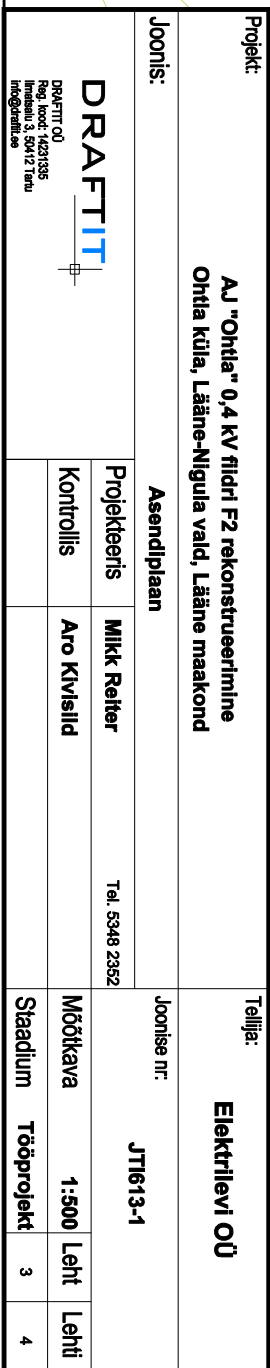 Projekt:
AJ "Ohtla" 0,4 kV fiidri F2 rekonstrueerimine
Ohtla küla, Lääne-Nigula vald, Lääne maakond
Tellija:
Elektrilevi OÜ
Joonis:
Asendiplaan
Joonise nr:
JTI613-1
DRAFTIT
DRAFTIT OÜ
Reg. kood: 14231335
Ilmatsalu 3, 50412 Tartu
info@draftit.ee
Projekteeris Mikk Reiter Tel. 5348 2352
Kontrollis Aro Kivisild
Mõõtkava 1:500 Leht Lehti
Staadium Tööprojekt 3 4